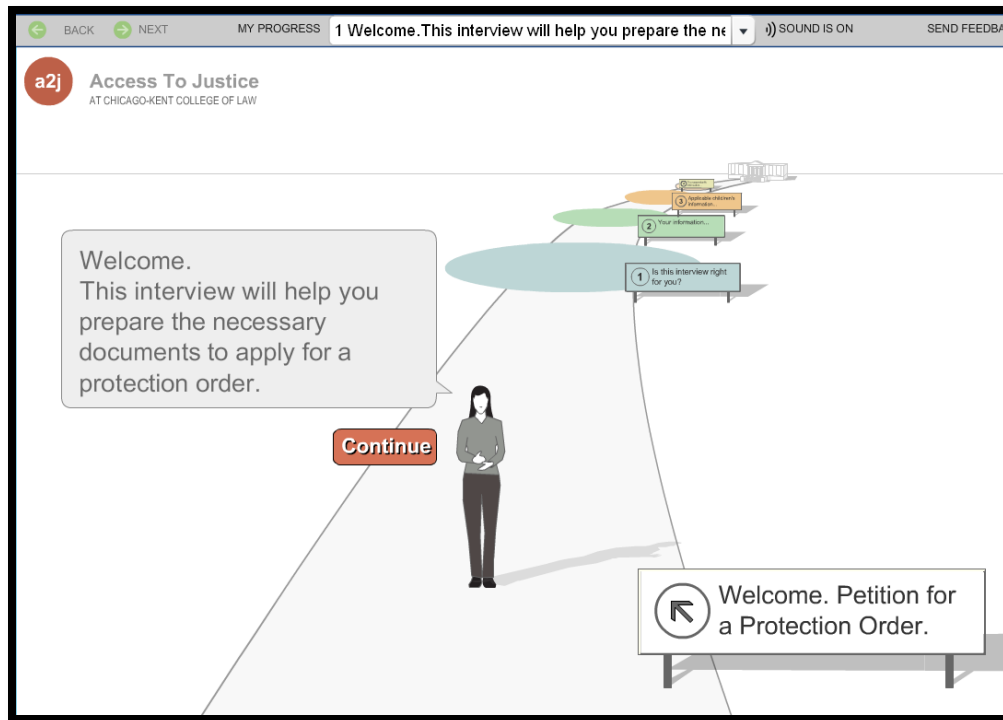 BACK
NEXT
MY PROGRESS
1 Welcome.This interview will help you prepare the ne
SOUND IS ON
SEND FEEDBA
a2j
Access To Justice
AT CHICAGO-KENT COLLEGE OF LAW
3
Applicable children's
information...
2
Your information...
1
Is this interview right
for you?
Welcome.
This interview will help you
prepare the necessary
documents to apply for a
protection order.
Continue
Welcome. Petition for
a Protection Order.